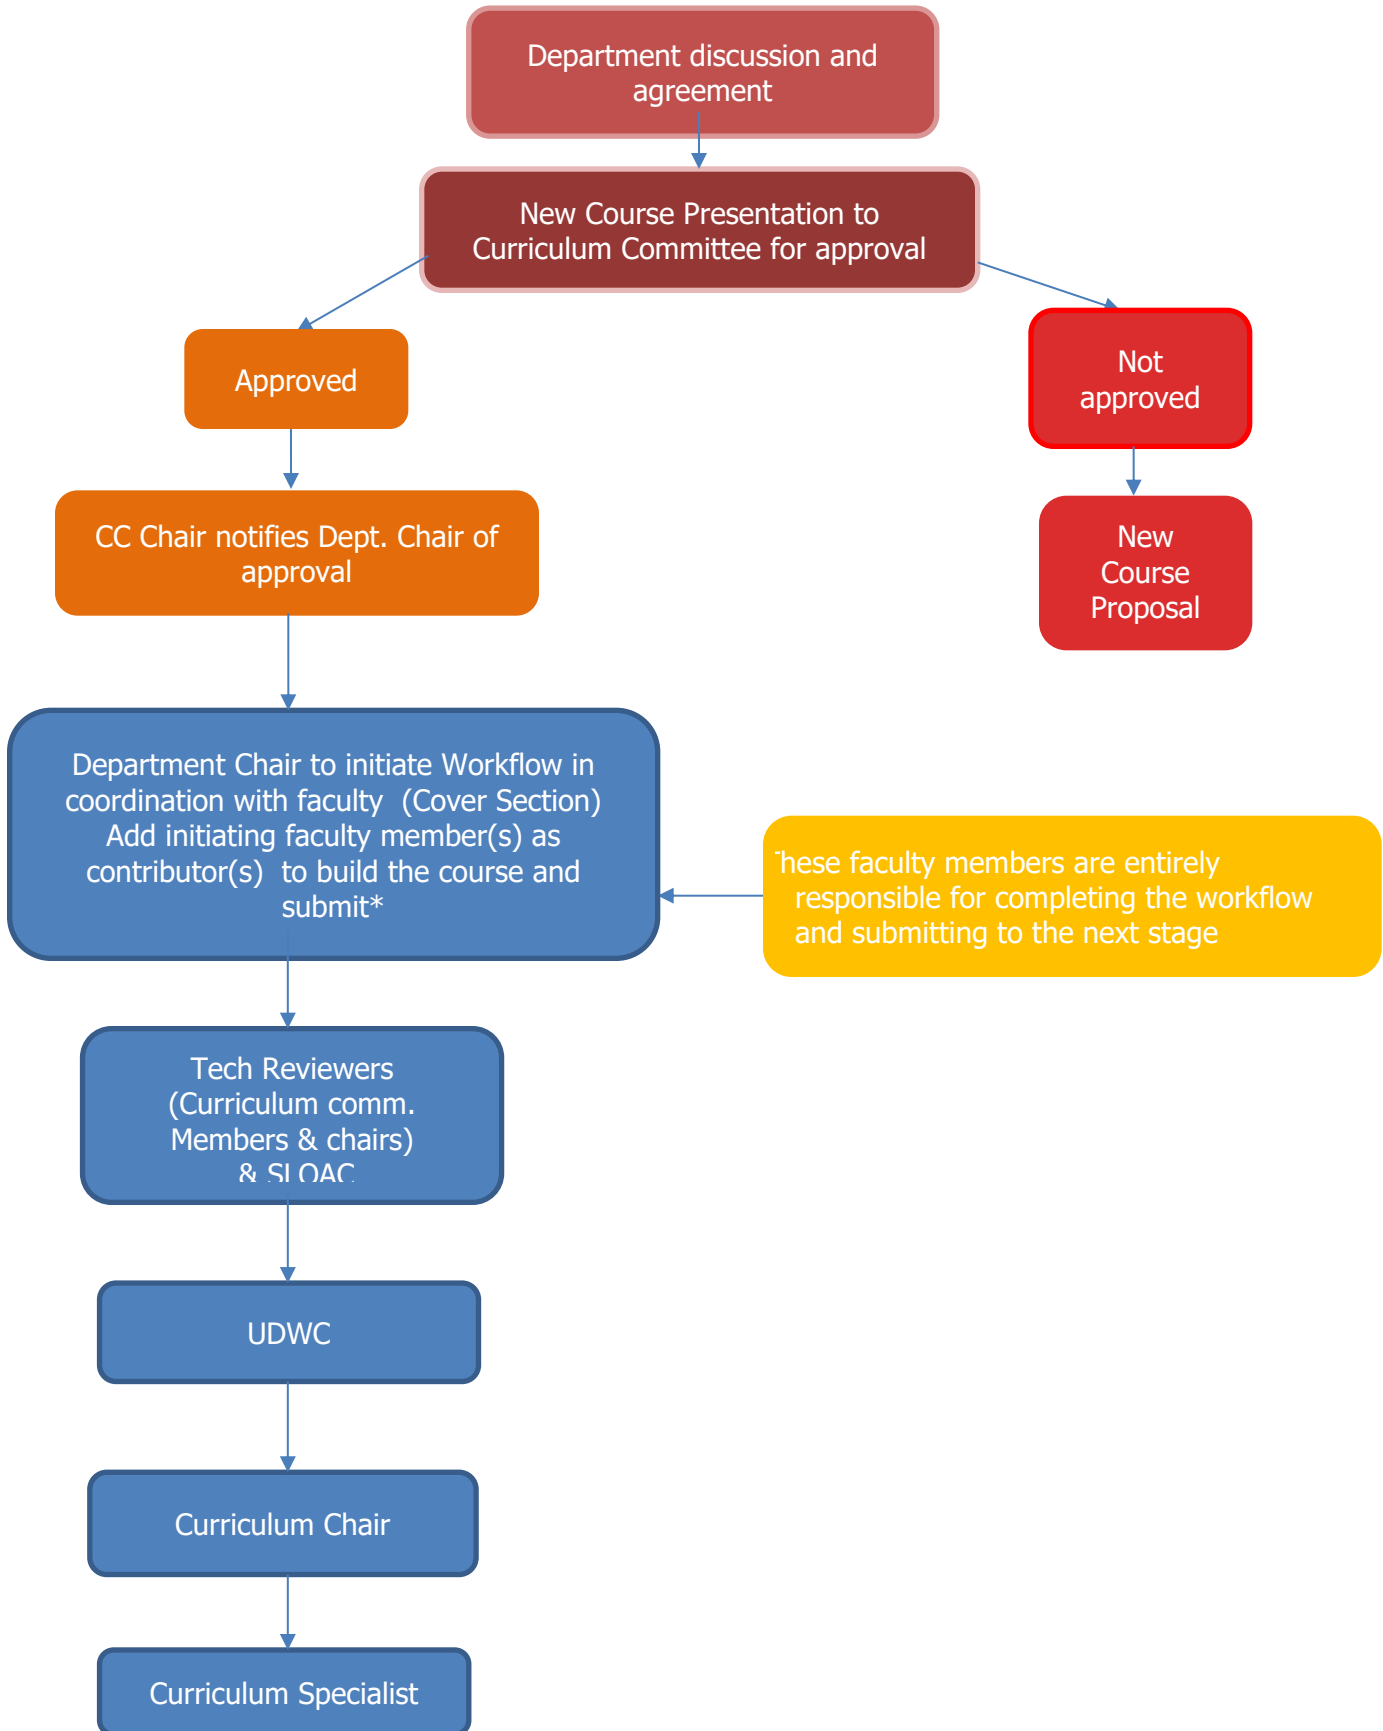 Department discussion and
agreement
New Course Presentation to
Curriculum Committee for approval
Approved
Not
approved
CC Chair notifies Dept. Chair of
approval
New
Course
Proposal
Department Chair to initiate Workflow in
coordination with faculty (Cover Section)
Add initiating faculty member(s) as
contributor(s) to build the course and
submit*
These faculty members are entirely
responsible for completing the workflow
and submitting to the next stage
Tech Reviewers
(Curriculum comm.
Members & chairs)
& SLOAC
UDWC
Curriculum Chair
Curriculum Specialist